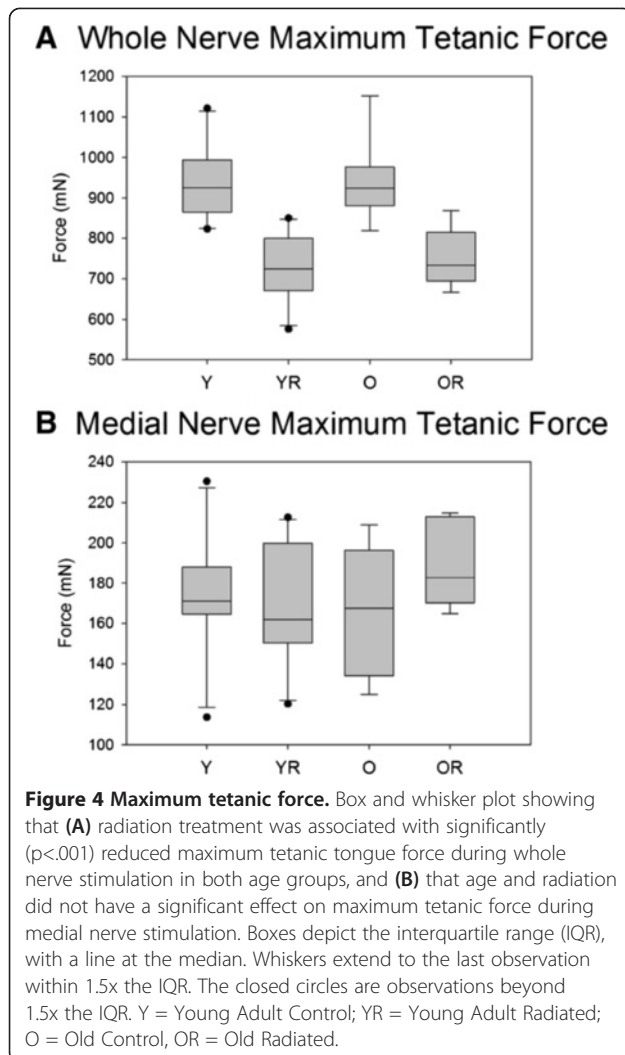 A Whole Nerve Maximum Tetanic Force
1200
1100
1000
900
800
700
600
500
Force (mN)
Y YR O OR
B Medial Nerve Maximum Tetanic Force
240
220
200
180
160
140
120
100
Force (mN)
Y YR O OR
Figure 4 Maximum tetanic force. Box and whisker plot showing
that (A) radiation treatment was associated with significantly
(p<.001) reduced maximum tetanic tongue force during whole
nerve stimulation in both age groups, and (B) that age and radiation
did not have a significant effect on maximum tetanic force during
medial nerve stimulation. Boxes depict the interquartile range (IQR),
with a line at the median. Whiskers extend to the last observation
within 1.5x the IQR. The closed circles are observations beyond
1.5x the IQR. Y = Young Adult Control; YR = Young Adult Radiated;
O = Old Control, OR = Old Radiated.